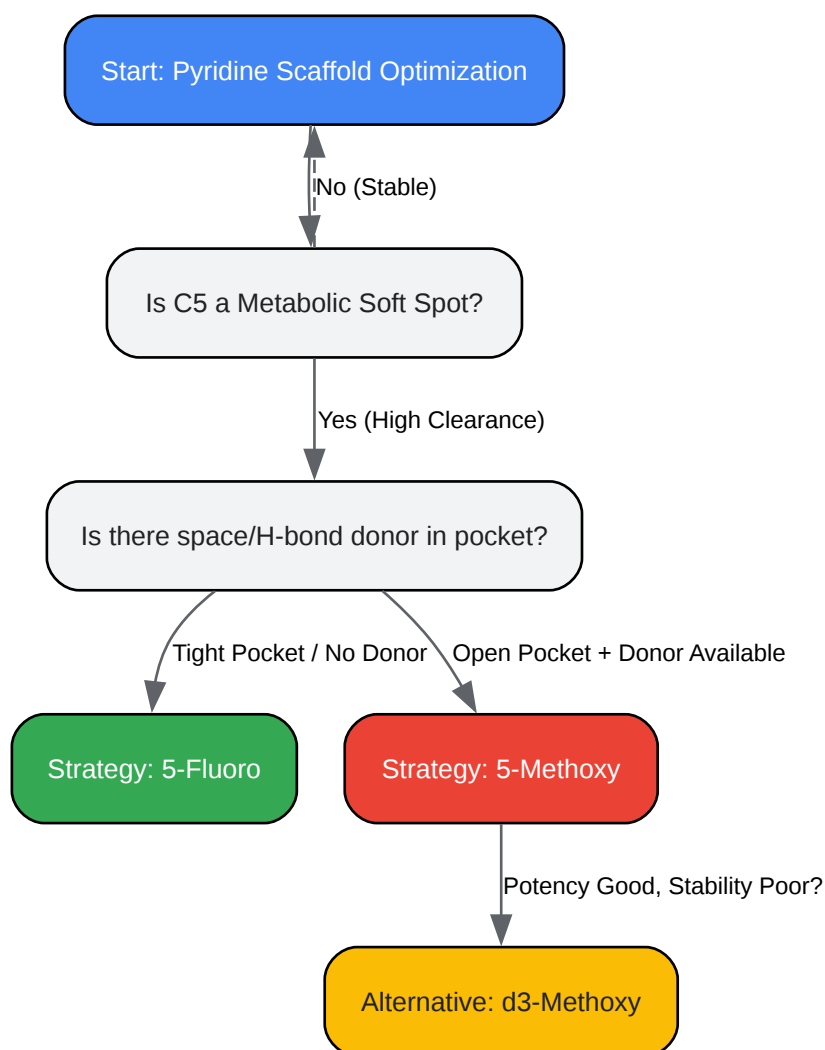 Start: Pyridine Scaffold Optimization
No (Stable)
Is C5 a Metabolic Soft Spot?
Yes (High Clearance)
Is there space/H-bond donor in pocket?
Tight Pocket / No Donor
Open Pocket + Donor Available
Strategy: 5-Fluoro
Strategy: 5-Methoxy
Potency Good, Stability Poor?
Alternative: d3-Methoxy